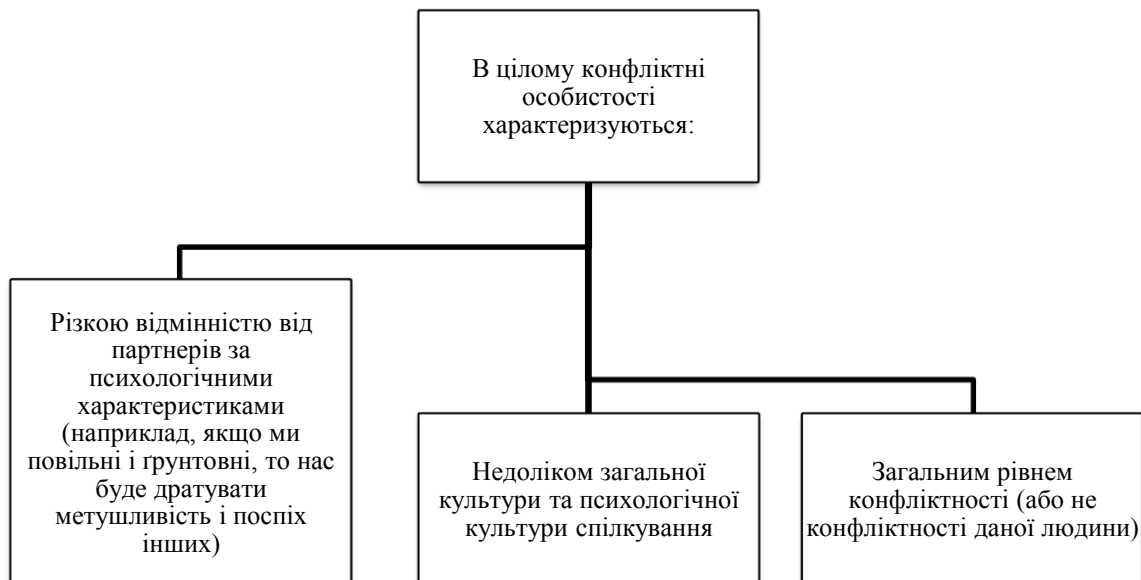 В цілому конфліктні
особистості
характеризуються:
Різкою відмінністю від
партнерів за
психологічними
характеристиками
(наприклад, якщо ми
повільні і ґрунтовні, то нас
буде дратувати
метушливість і поспіх
інших)
Недоліком загальної
культури та психологічної
культури спілкування
Загальним рівнем
конфліктності (або не
конфліктності даної людини)